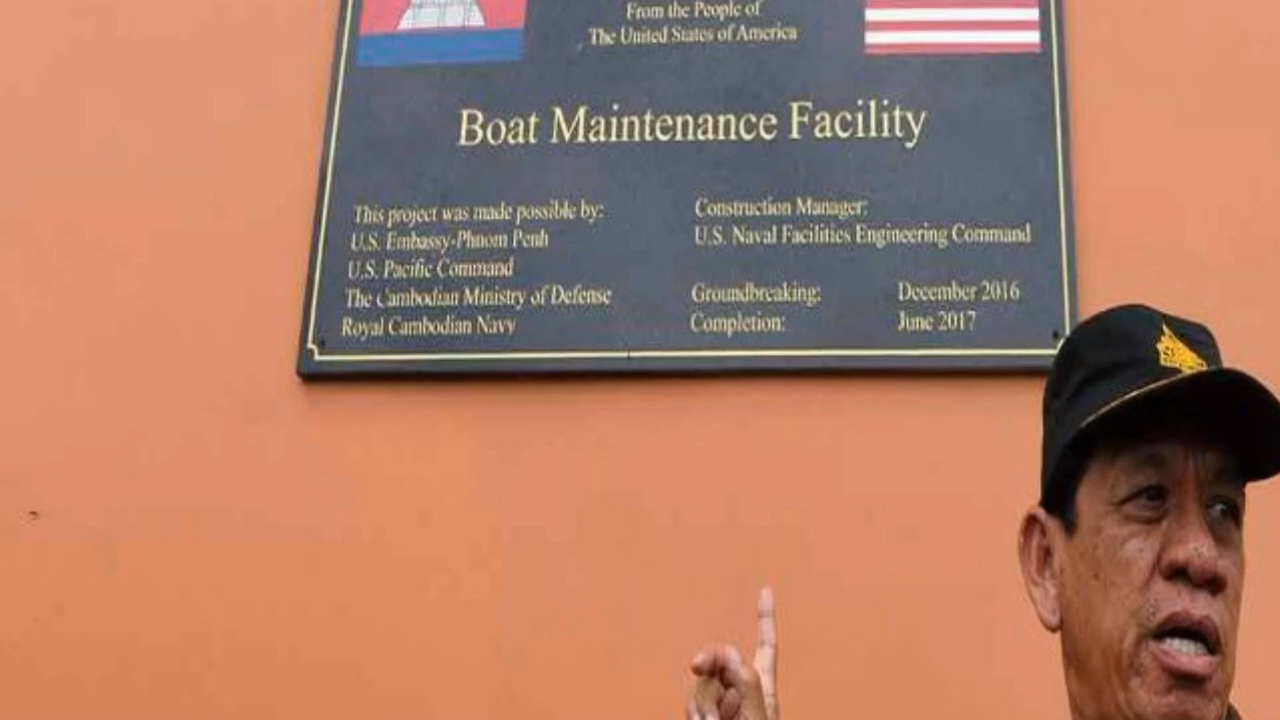 From the People of
The United States of America
Boat Maintenance Facility
This project was made possible by:
U.S. Embassy-Phnom Penh
U.S. Pacific Command
The Cambodian Ministry of Defense
Royal Cambodian Navy
Construction Manager:
U.S. Naval Facilities Engineering Command
Groundbreaking: December 2016
Completion: June 2017